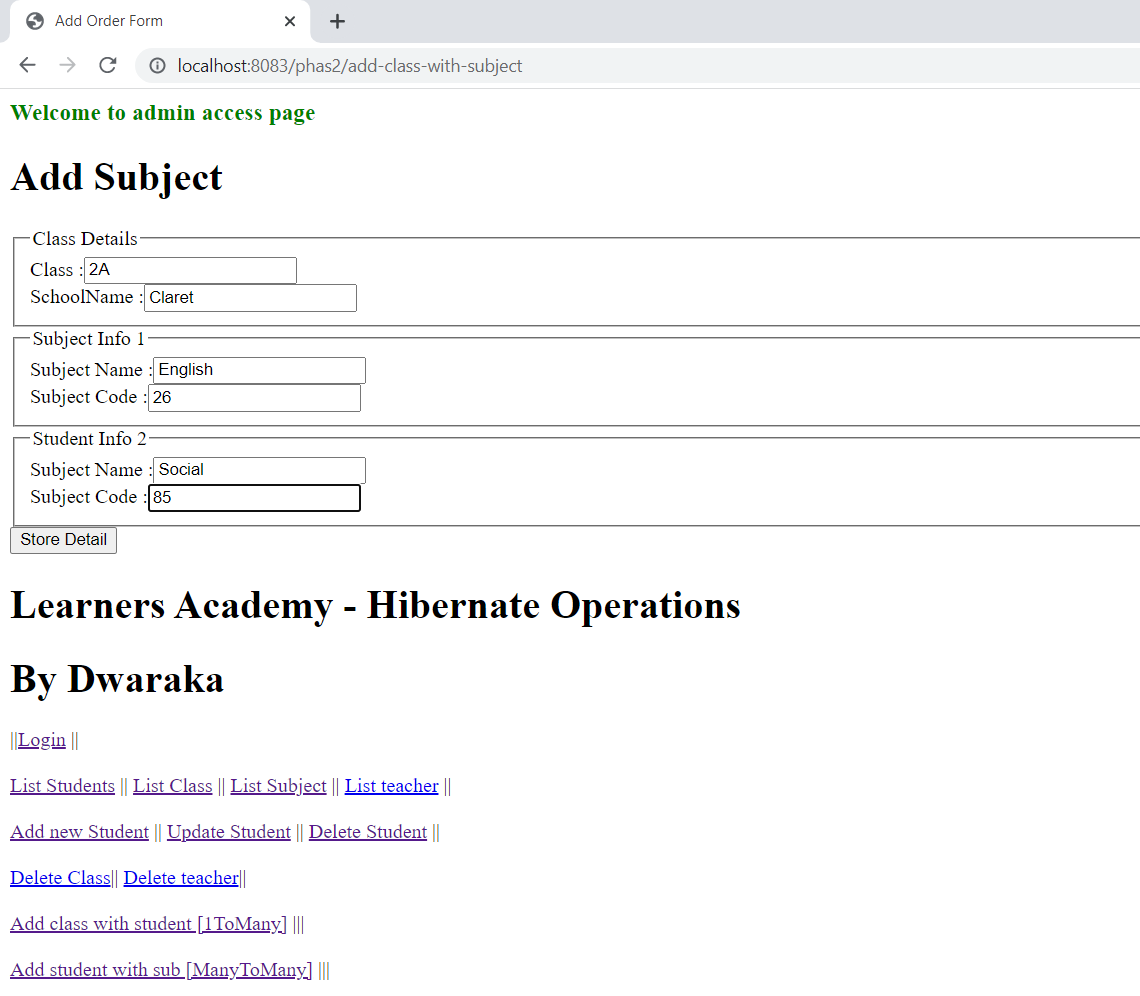 Add Order Form
localhost:8083/phas2/add-class-with-subject
Welcome to admin access page
Add Subject
Class Details
Class :2A
SchoolName :Claret
Subject Info 1
Subject Name :English
Subject Code :26
Student Info 2
Subject Name :Social
Subject Code :85
Store Detail
Learners Academy - Hibernate Operations
By Dwaraka
||Login ||
List Students || List Class || List Subject || List teacher ||
Add new Student || Update Student || Delete Student ||
Delete Class|| Delete teacher||
Add class with student [1ToMany] |||
Add student with sub [ManyToMany] |||